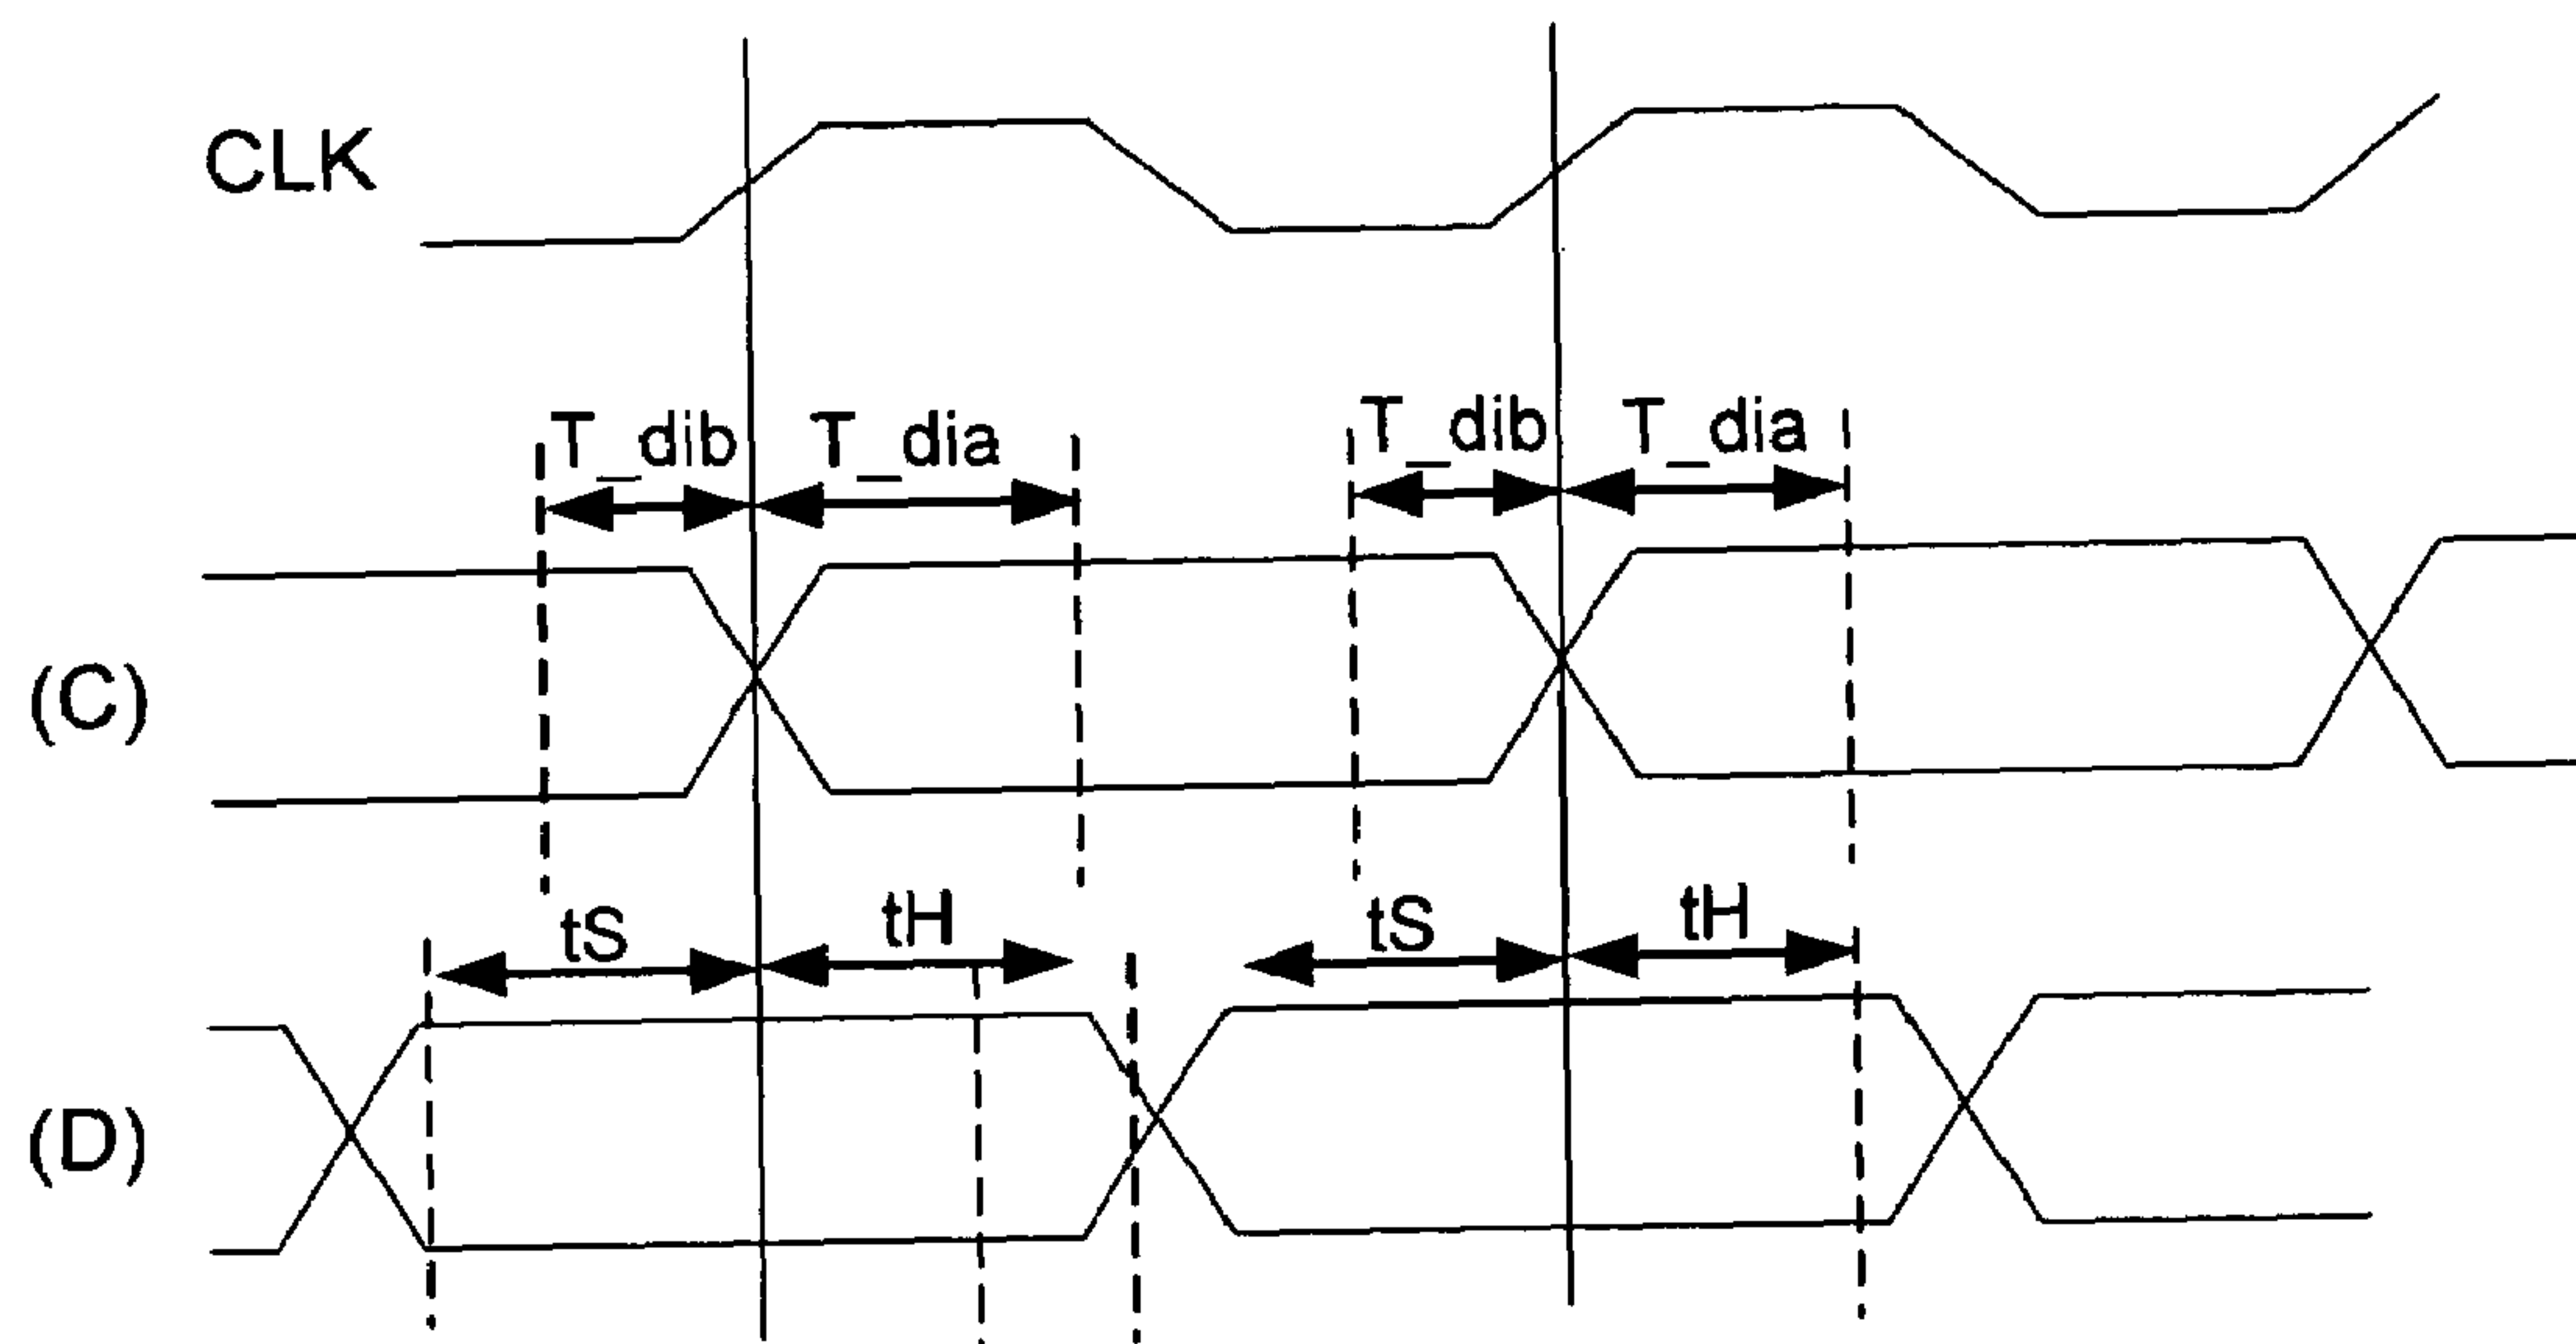 CLK
T_dib T_dia T_dib T_dia
(C)
tS tH tS tH
(D)